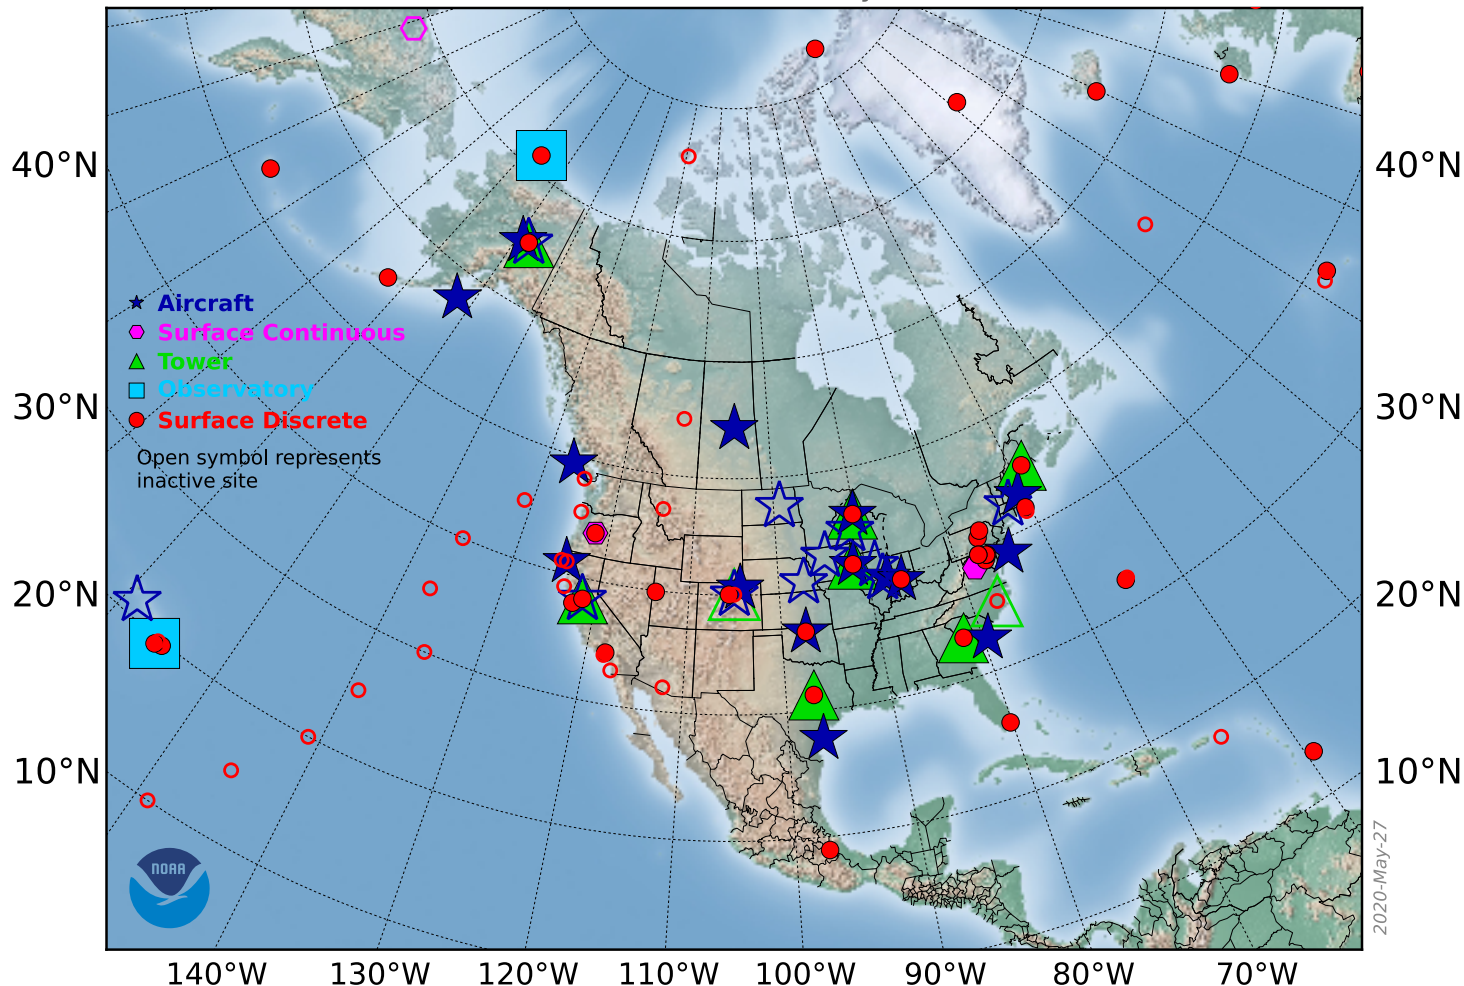 40°N
40°N
Aircraft
Surface Continuous
Tower
Observatory
Surface Discrete
Open symbol represents
inactive site
30°N
30°N
20°N
20°N
10°N
10°N
NOAA
2020-May-27
140°W
130°W
120°W
110°W
100°W
90°W
80°W
70°W